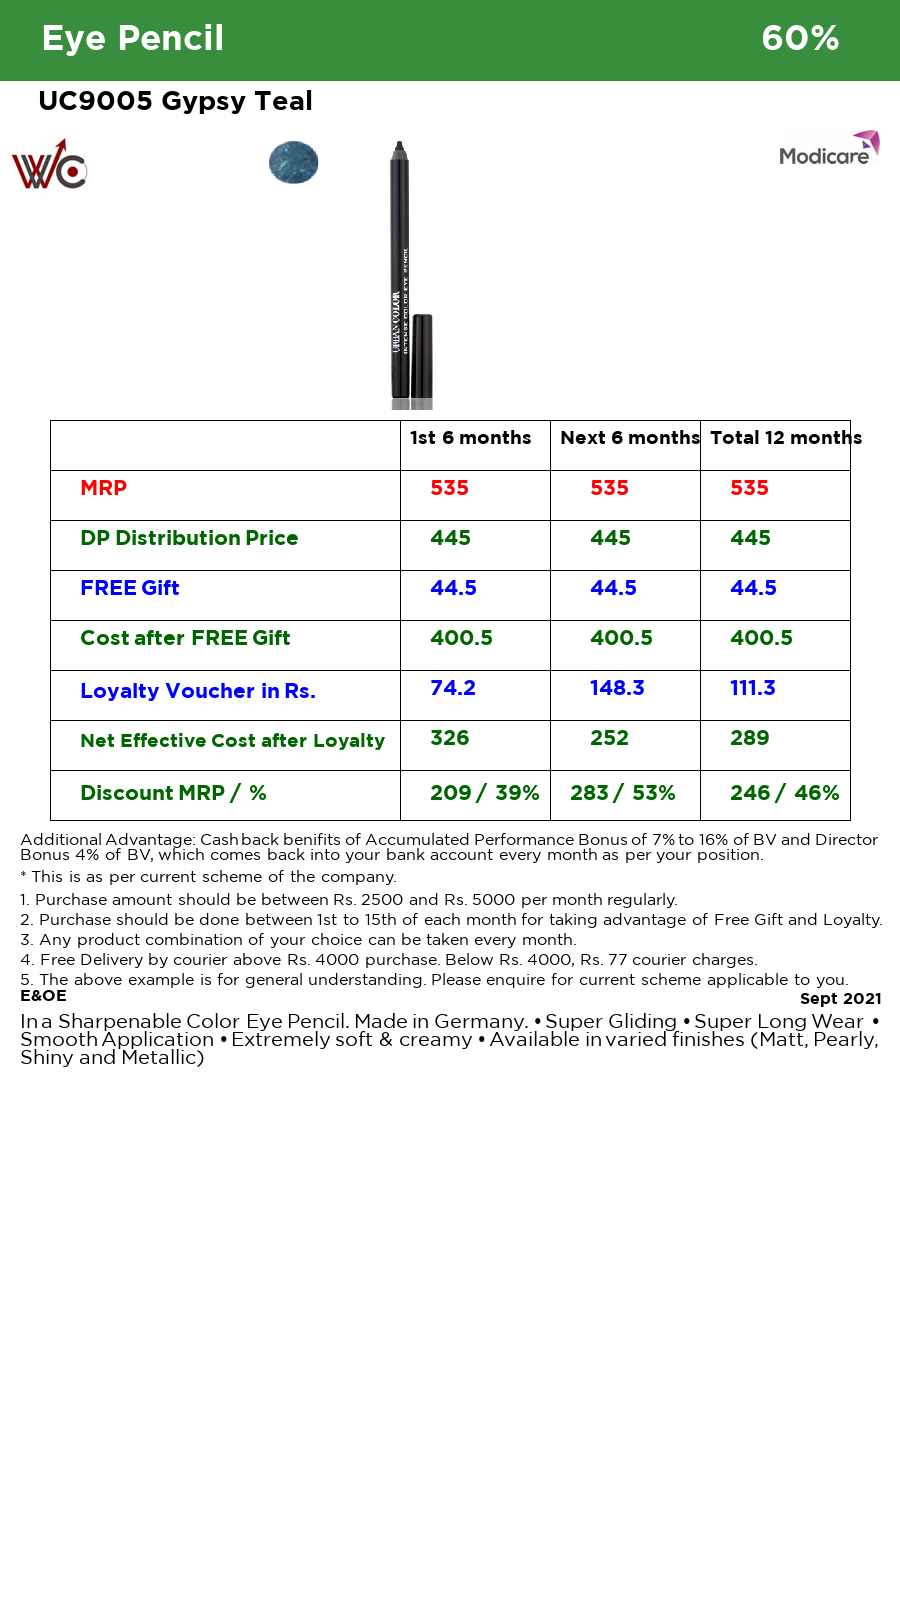 Eye Pencil 60%
UC9005 Gypsy Teal
WC
Modicare
URBAN COLOR
INTENSE COLOR EYE PENCIL
1st 6 months Next 6 months Total 12 months
MRP 535 535 535
DP Distribution Price 445 445 445
FREE Gift 44.5 44.5 44.5
Cost after FREE Gift 400.5 400.5 400.5
Loyalty Voucher in Rs. 74.2 148.3 111.3
Net Effective Cost after Loyalty 326 252 289
Discount MRP / % 209 / 39% 283 / 53% 246 / 46%
Additional Advantage: Cash back benifits of Accumulated Performance Bonus of 7% to 16% of BV and Director
Bonus 4% of BV, which comes back into your bank account every month as per your position.
* This is as per current scheme of the company.
1. Purchase amount should be between Rs. 2500 and Rs. 5000 per month regularly.
2. Purchase should be done between 1st to 15th of each month for taking advantage of Free Gift and Loyalty.
3. Any product combination of your choice can be taken every month.
4. Free Delivery by courier above Rs. 4000 purchase. Below Rs. 4000, Rs. 77 courier charges.
5. The above example is for general understanding. Please enquire for current scheme applicable to you.
E&OE Sept 2021
In a Sharpenable Color Eye Pencil. Made in Germany. • Super Gliding • Super Long Wear •
Smooth Application • Extremely soft & creamy • Available in varied finishes (Matt, Pearly,
Shiny and Metallic)